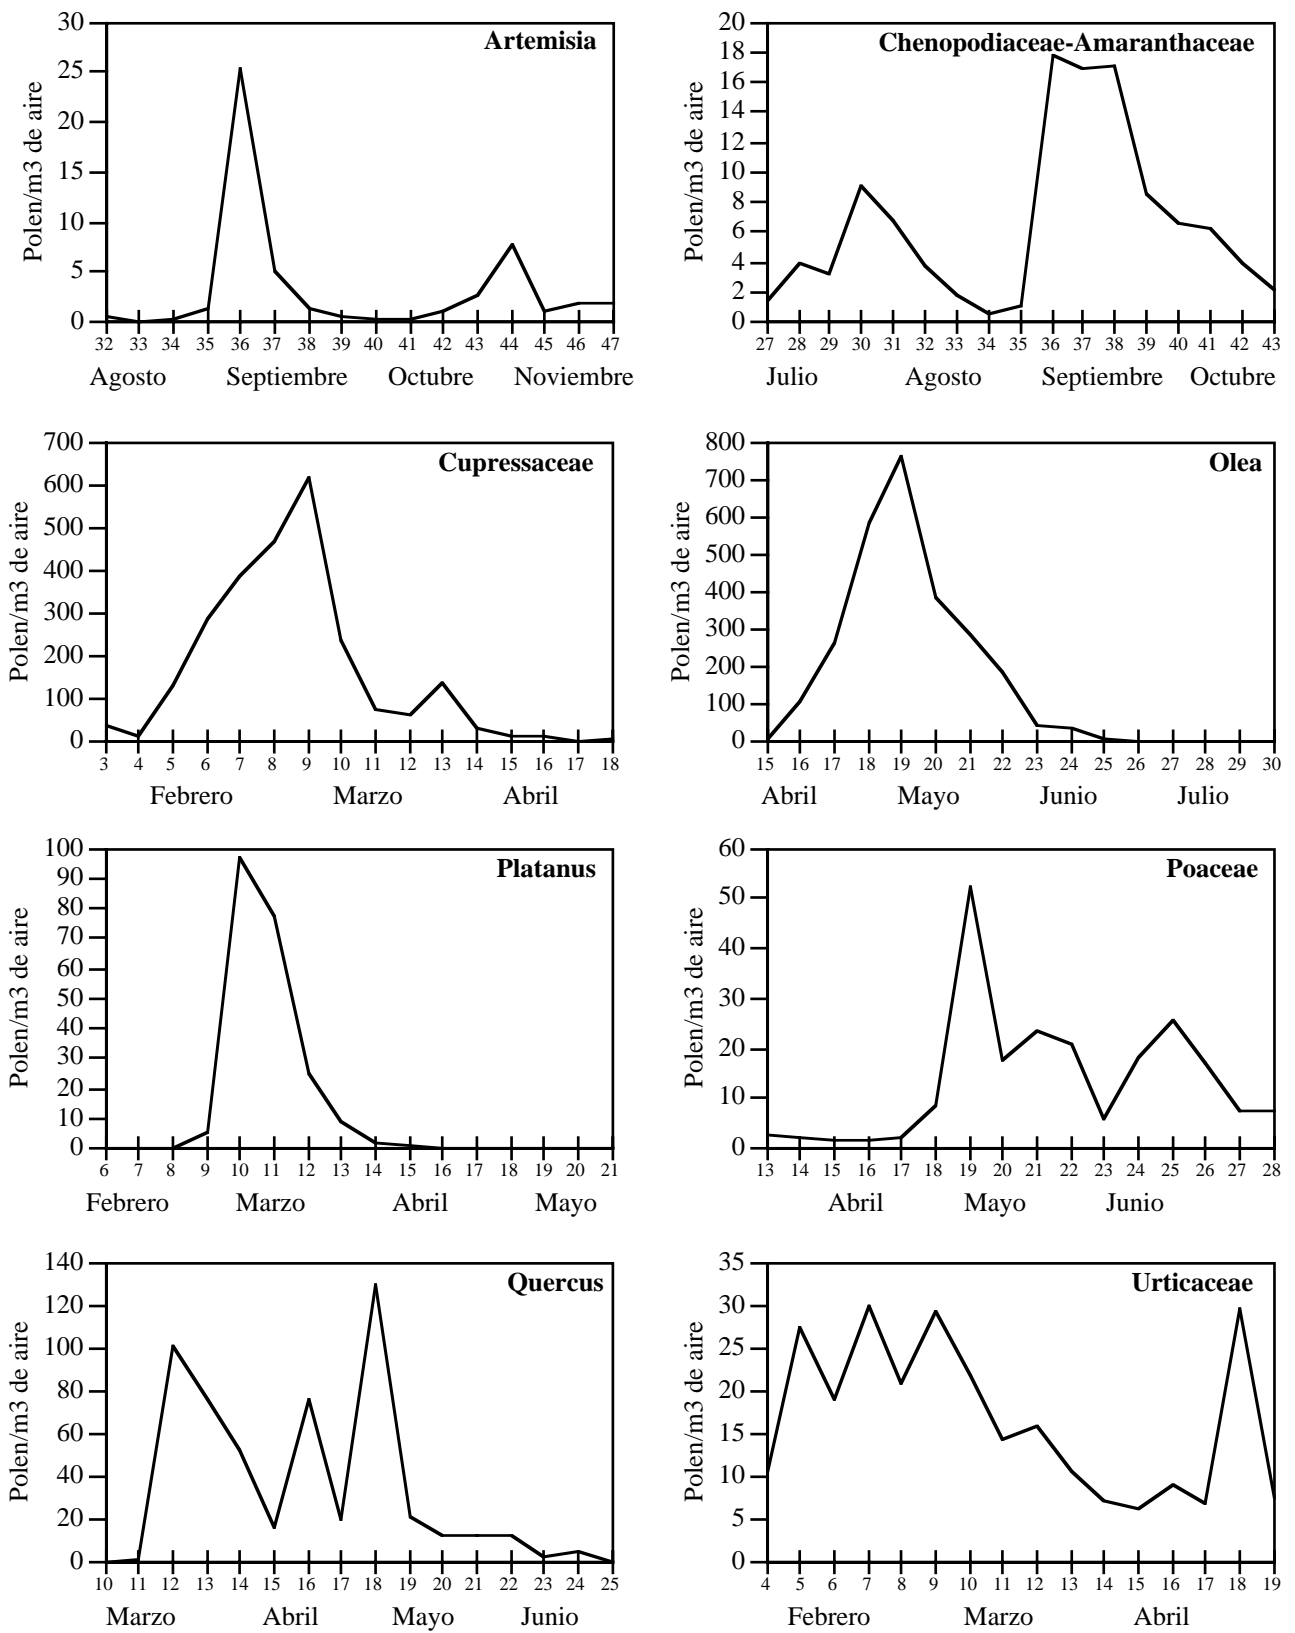 Artemisia
Polen/m3 de aire
30
25
20
15
10
5
0
32 33 34 35 36 37 38 39 40 41 42 43 44 45 46 47
Agosto Septiembre Octubre Noviembre
Chenopodiaceae-Amaranthaceae
Polen/m3 de aire
20
18
16
14
12
10
8
6
4
2
0
27 28 29 30 31 32 33 34 35 36 37 38 39 40 41 42 43
Julio Agosto Septiembre Octubre
Cupressaceae
Polen/m3 de aire
700
600
500
400
300
200
100
0
3 4 5 6 7 8 9 10 11 12 13 14 15 16 17 18
Febrero Marzo Abril
Olea
Polen/m3 de aire
800
700
600
500
400
300
200
100
0
15 16 17 18 19 20 21 22 23 24 25 26 27 28 29 30
Abril Mayo Junio Julio
Platanus
Polen/m3 de aire
100
90
80
70
60
50
40
30
20
10
0
6 7 8 9 10 11 12 13 14 15 16 17 18 19 20 21
Febrero Marzo Abril Mayo
Poaceae
Polen/m3 de aire
60
50
40
30
20
10
0
13 14 15 16 17 18 19 20 21 22 23 24 25 26 27 28
Abril Mayo Junio
Quercus
Polen/m3 de aire
140
120
100
80
60
40
20
0
10 11 12 13 14 15 16 17 18 19 20 21 22 23 24 25
Marzo Abril Mayo Junio
Urticaceae
Polen/m3 de aire
35
30
25
20
15
10
5
0
4 5 6 7 8 9 10 11 12 13 14 15 16 17 18 19
Febrero Marzo Abril